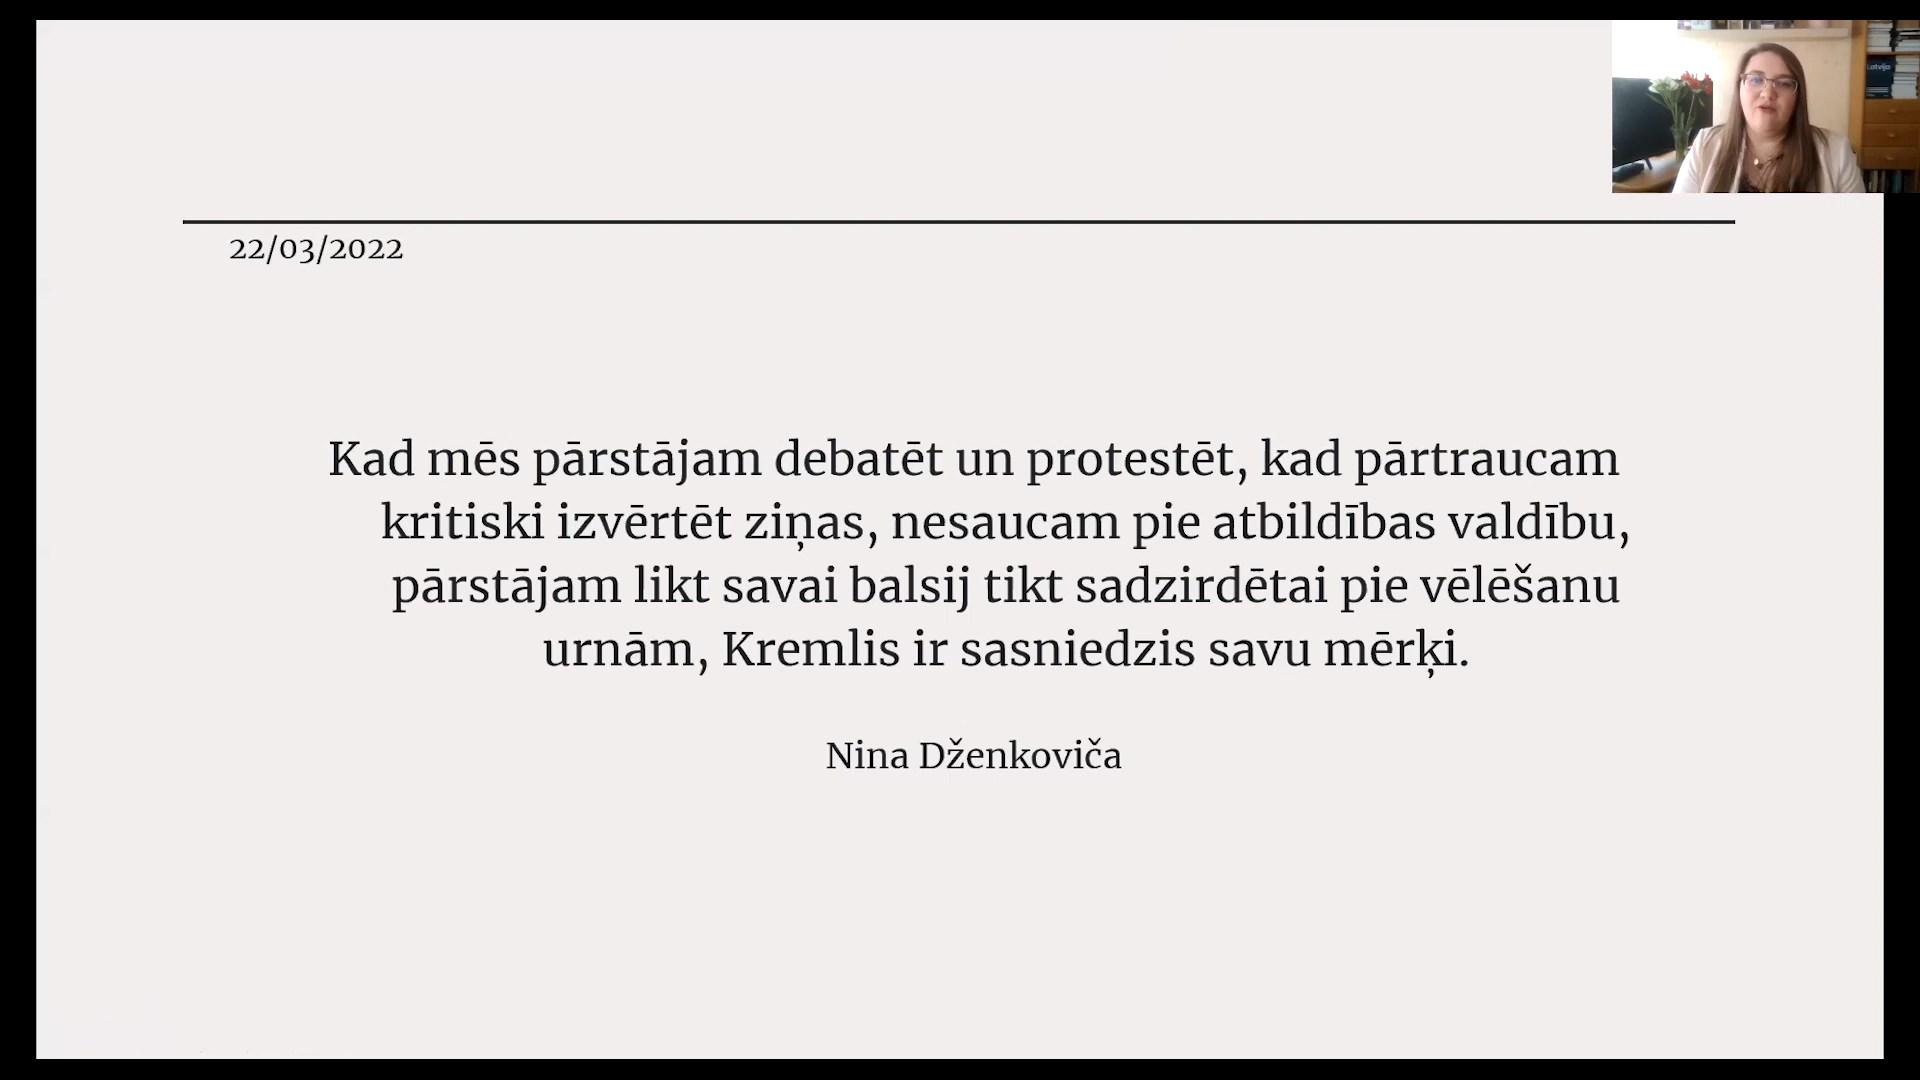 Latvija
22/03/2022
Kad mēs pārstājam debatēt un protestēt, kad pārtraucam
kritiski izvērtēt ziņas, nesaucam pie atbildības valdību,
pārstājam likt savai balsij tikt sadzirdētai pie vēlēšanu
urnām, Kremlis ir sasniedzis savu mērķi.
Nina Dženkoviča